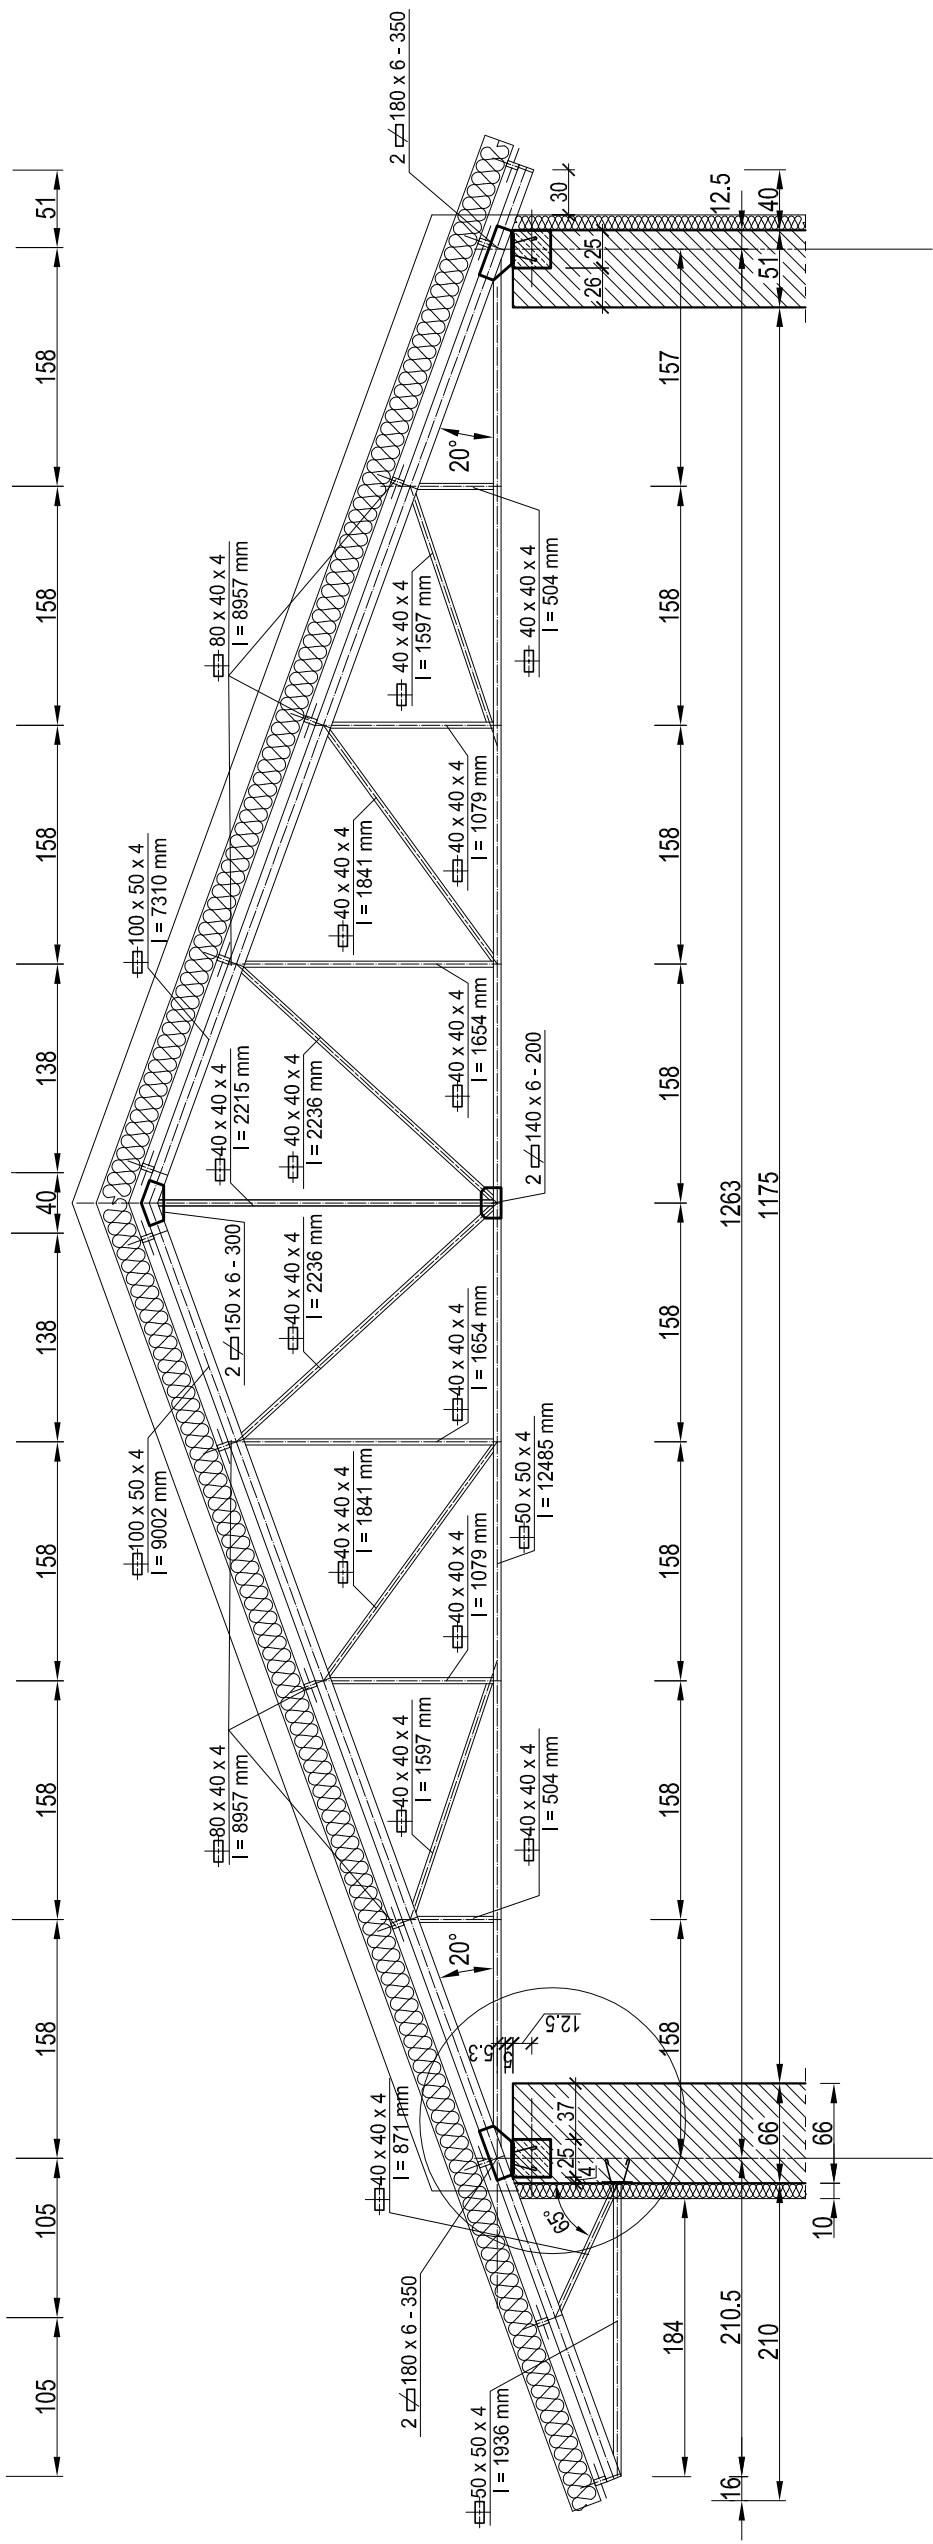 105
105
158
158
158
138
40
138
158
158
158
51
2 180 x 6 - 350
80 x 40 x 4
l = 8957 mm
100 x 50 x 4
l = 7310 mm
40 x 40 x 4
l = 2215 mm
40 x 40 x 4
l = 2236 mm
40 x 40 x 4
l = 1841 mm
40 x 40 x 4
l = 1597 mm
40 x 40 x 4
l = 504 mm
40 x 40 x 4
l = 1079 mm
40 x 40 x 4
l = 1654 mm
2 140 x 6 - 200
20°
2 150 x 6 - 300
100 x 50 x 4
l = 9002 mm
80 x 40 x 4
l = 8957 mm
40 x 40 x 4
l = 2236 mm
40 x 40 x 4
l = 1841 mm
40 x 40 x 4
l = 1597 mm
40 x 40 x 4
l = 871 mm
40 x 40 x 4
l = 1654 mm
40 x 40 x 4
l = 1079 mm
50 x 50 x 4
l = 12485 mm
40 x 40 x 4
l = 504 mm
20°
2 180 x 6 - 350
50 x 50 x 4
l = 1936 mm
65°
5.3
5
12.5
4
25
37
26
25
30
184
158
158
158
158
158
158
158
157
16
210.5
1263
12.5
210
66
1175
51
40
10
66